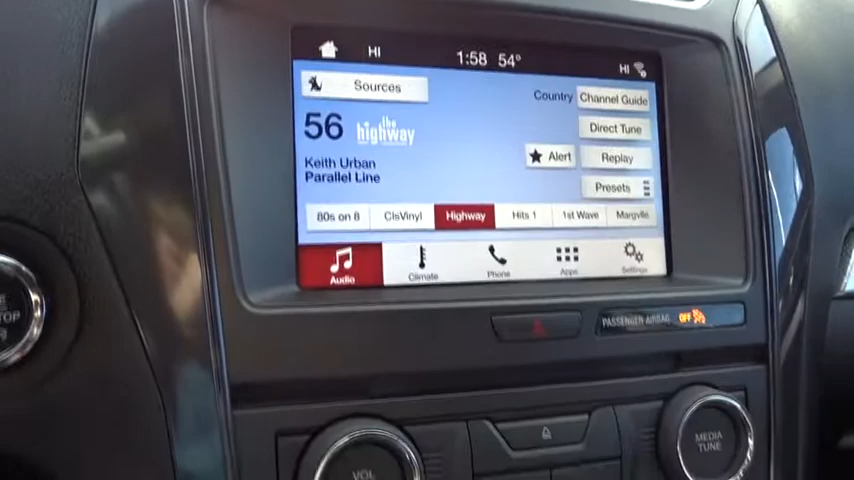 HI
1:58 54°
HI
Sources
Country
Channel Guide
56
the
highway
Direct Tune
Keith Urban
Parallel Line
Alert
Replay
Presets
80s on 8
ClsVinyl
Highway
Hits 1
1st Wave
Margvlle
Audio
Climate
Phone
Apps
Settings
PASSENGER AIRBAG
OFF
VOL
MEDIA
TUNE